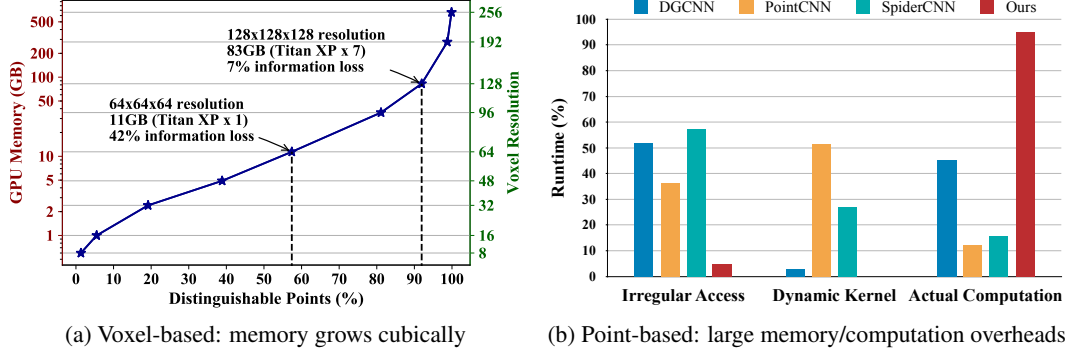 500
200
100
50
10
5
2
1
GPU Memory (GB)
256
192
128
96
64
48
32
16
8
Voxel Resolution
128x128x128 resolution
83GB (Titan XP x 7)
7% information loss
64x64x64 resolution
11GB (Titan XP x 1)
42% information loss
0 10 20 30 40 50 60 70 80 90 100
Distinguishable Points (%)
(a) Voxel-based: memory grows cubically
DGCNN PointCNN SpiderCNN Ours
100
90
80
70
60
50
40
30
20
10
0
Runtime (%)
Irregular Access Dynamic Kernel Actual Computation
(b) Point-based: large memory/computation overheads